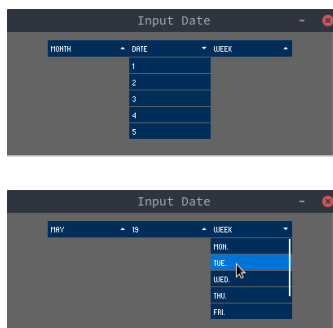 Input Date
MONTH DATE WEEK
1
2
3
4
5
Input Date
MAY 19 WEEK
MON.
TUE.
WED.
THU.
FRI.